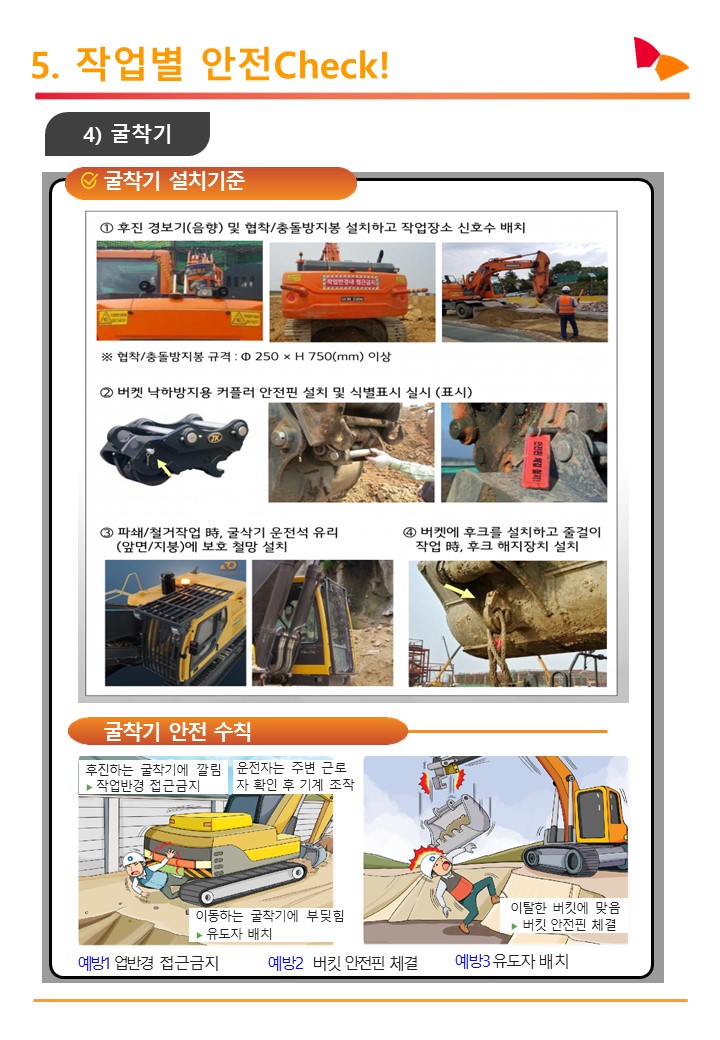 5. 작업별 안전Check!
4) 굴착기
굴착기 설치기준
① 후진 경보기(음향) 및 협착/충돌방지봉 설치하고 작업장소 신호수 배치
작업반경내 접근금지
※ 협착/충돌방지봉 규격 : Φ 250 × H 750(mm) 이상
② 버켓 낙하방지용 커플러 안전핀 설치 및 식별표시 실시 (표시)
안전핀 체결 철저!
③ 파쇄/철거작업 時, 굴삭기 운전석 유리
(앞면/지붕)에 보호 철망 설치
④ 버켓에 후크를 설치하고 줄걸이
작업 時, 후크 해지장치 설치
굴착기 안전 수칙
후진하는 굴착기에 깔림
▶ 작업반경 접근금지
운전자는 주변 근로
자 확인 후 기계 조작
이동하는 굴착기에 부딪힘
▶ 유도자 배치
이탈한 버킷에 맞음
▶ 버킷 안전핀 체결
예방1 업반경 접근금지
예방2 버킷 안전핀 체결
예방3 유도자 배치